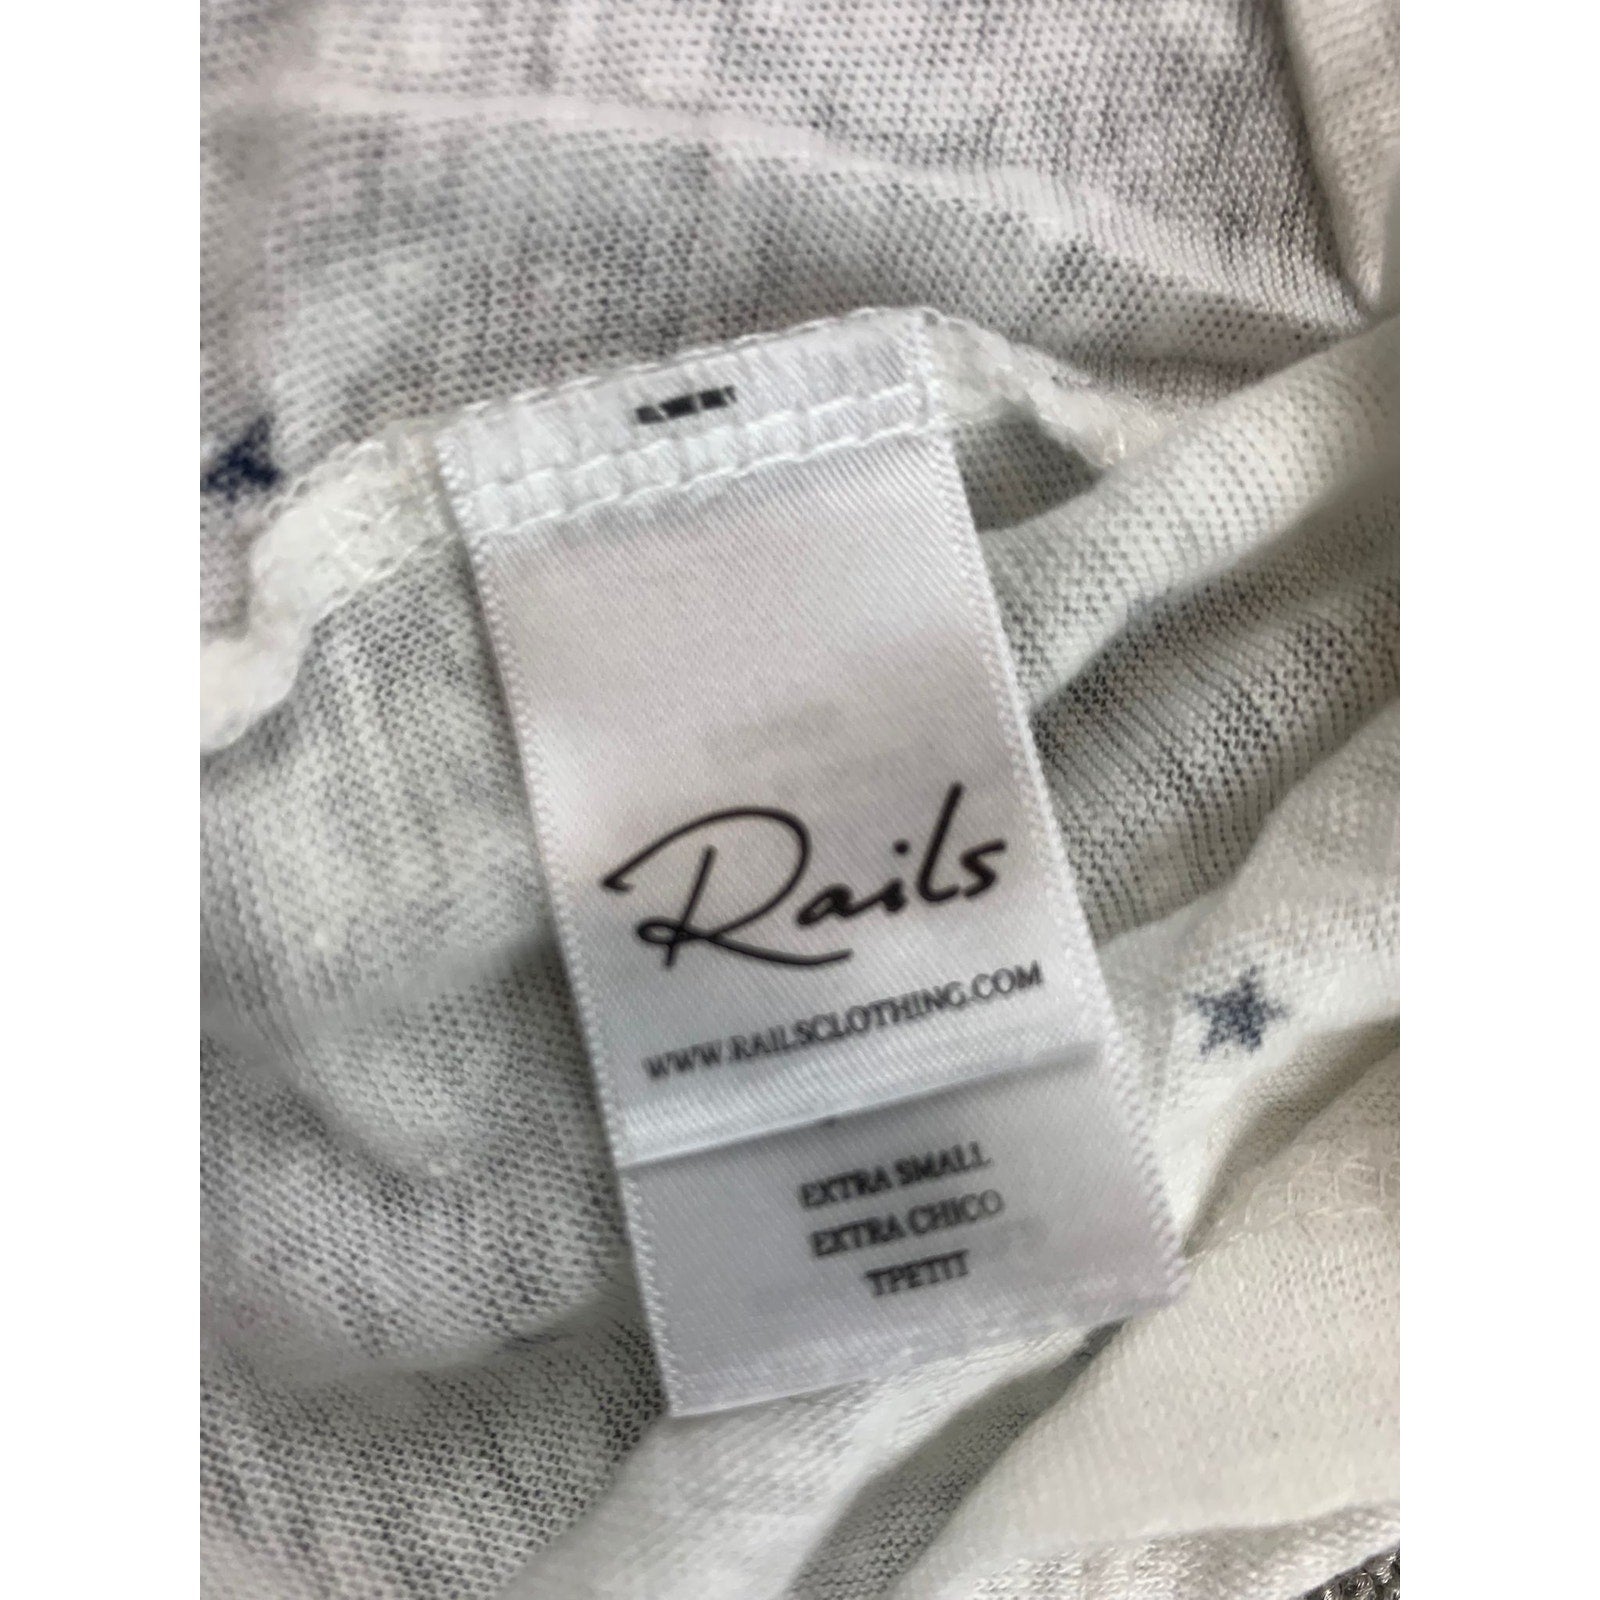 Rails
WWW.RAILSCLOTHING.COM
EXTRA SMALL
EXTRA CHICO
TPETIT